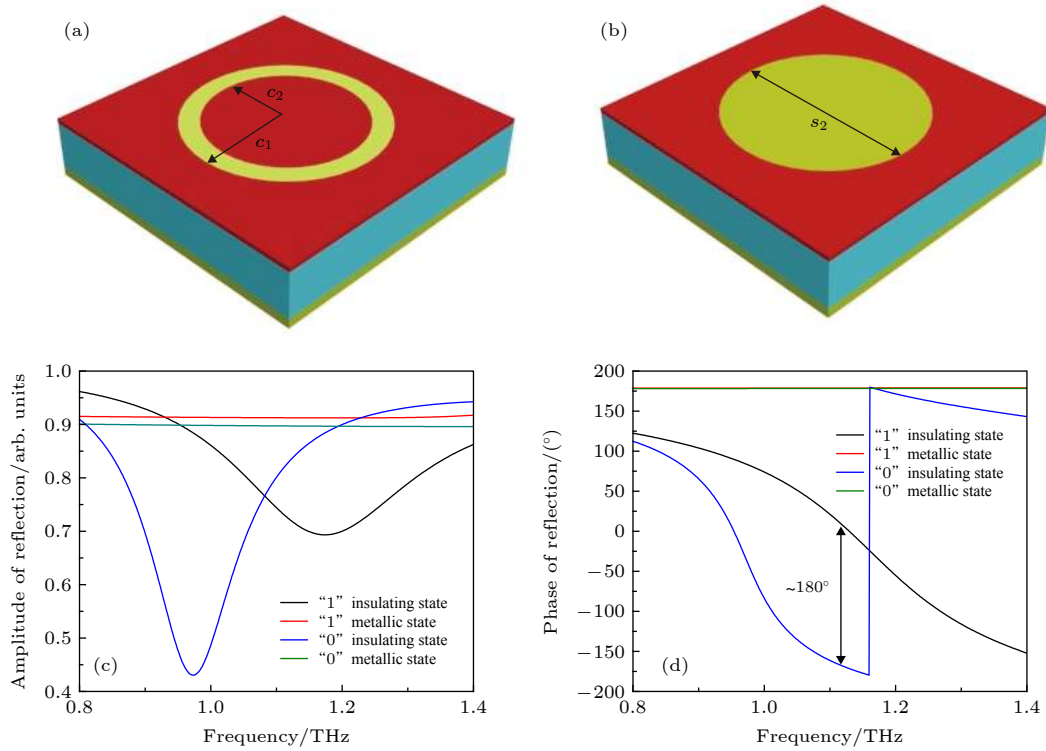 (a)
c₂
c₁
(b)
s₂
Amplitude of reflection/arb. units
1.0
0.9
0.8
0.7
0.6
0.5
0.4
“1” insulating state
“1” metallic state
“0” insulating state
“0” metallic state
(c)
0.8 1.0 1.2 1.4
Frequency/THz
Phase of reflection/(°)
200
150
100
50
0
−50
−100
−150
−200
“1” insulating state
“1” metallic state
“0” insulating state
“0” metallic state
~180°
(d)
0.8 1.0 1.2 1.4
Frequency/THz